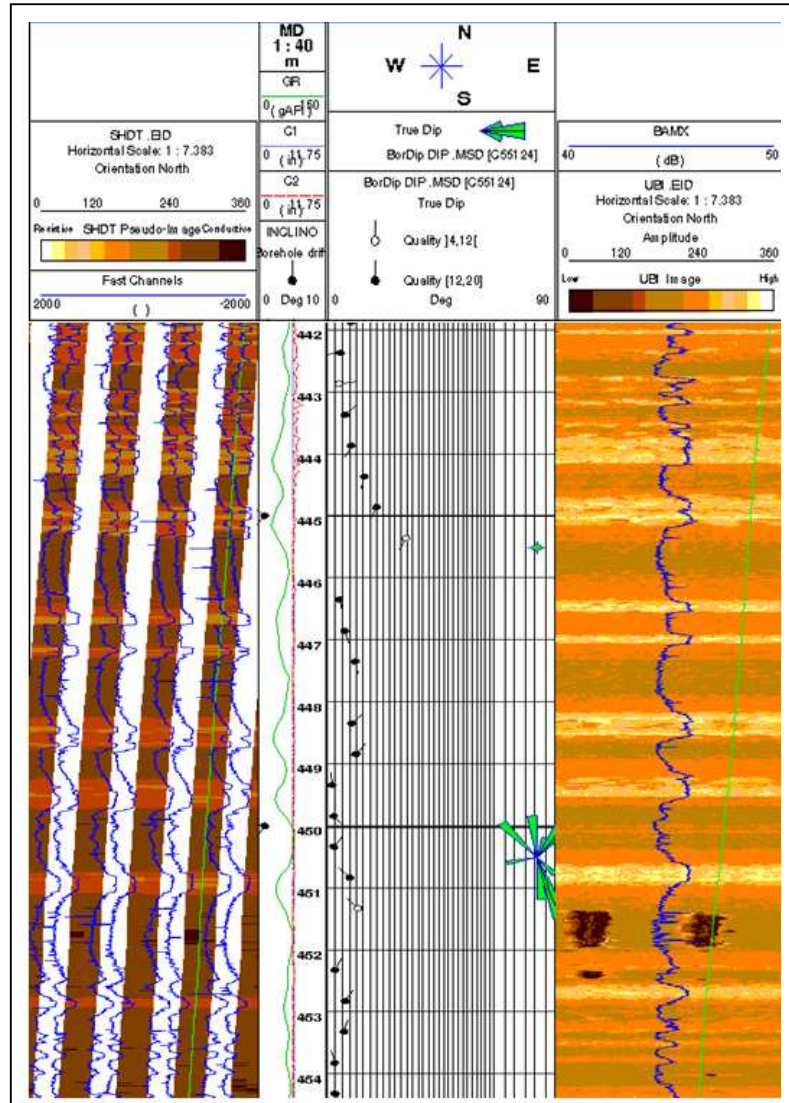 MD
1 : 40
m
GR
0 150
( gAPI )
C1
0 11.75
( in )
C2
0 11.75
( in )
INCLINO
Borehole drift
0 Deg 10
N
W E
S
True Dip
BorDip DIP .MSD [C55124]
BorDip DIP .MSD [C55124]
True Dip
Quality ]4,12[
Quality [12,20]
0 Deg 90
SHDT .EID
Horizontal Scale: 1 : 7.383
Orientation North
0 120 240 360
Resistive SHDT Pseudo-Image Conductive
Fast Channels
2000 -2000
( )
BAMX
40 50
( dB )
UBI .EID
Horizontal Scale: 1 : 7.383
Orientation North
Amplitude
0 120 240 360
Low UBI Image High
442
443
444
445
446
447
448
449
450
451
452
453
454